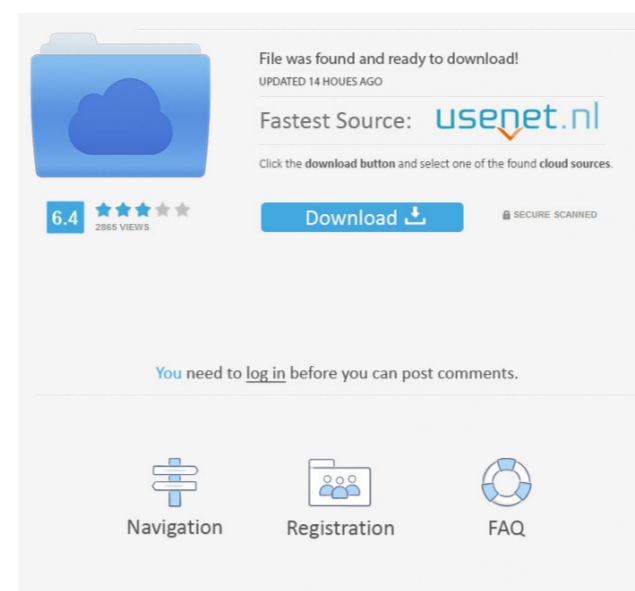 File was found and ready to download!
UPDATED 14 HOUES AGO
Fastest Source: usenet.nl
Click the download button and select one of the found cloud sources.
6.4
2865 VIEWS
Download
SECURE SCANNED
You need to log in before you can post comments.
Navigation
Registration
FAQ